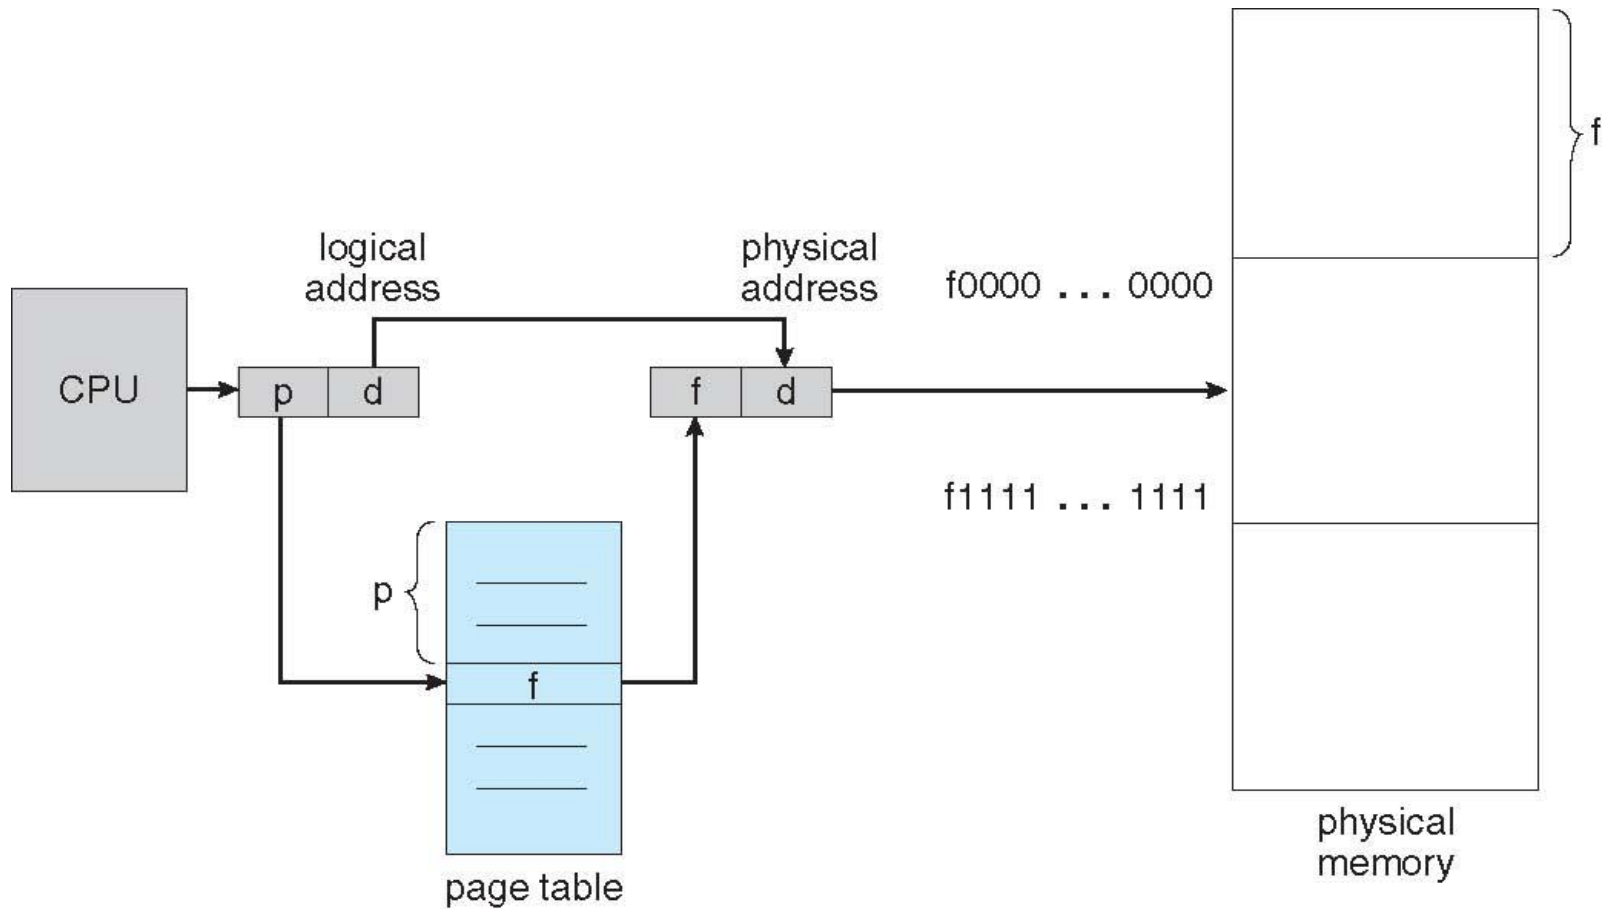 f
logical
address
physical
address
f0000 ... 0000
CPU
p
d
f
d
f1111 ... 1111
p
f
physical
memory
page table